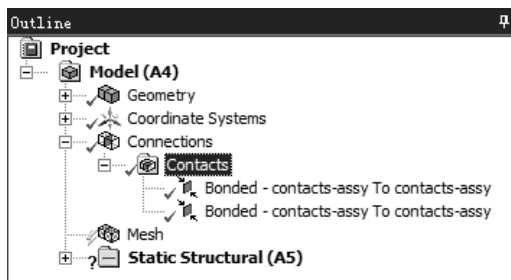 Outline
Project
Model (A4)
Geometry
Coordinate Systems
Connections
Contacts
Bonded - contacts-assy To contacts-assy
Bonded - contacts-assy To contacts-assy
Mesh
Static Structural (A5)